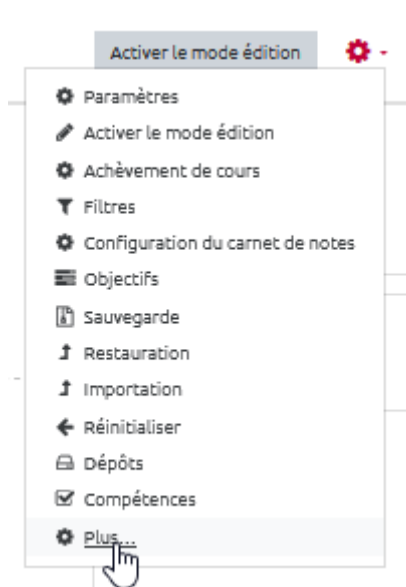 Activer le mode édition
Paramètres
Activer le mode édition
Achèvement de cours
Filtres
Configuration du carnet de notes
Objectifs
Sauvegarde
Restauration
Importation
Réinitialiser
Dépôts
Compétences
Plus...